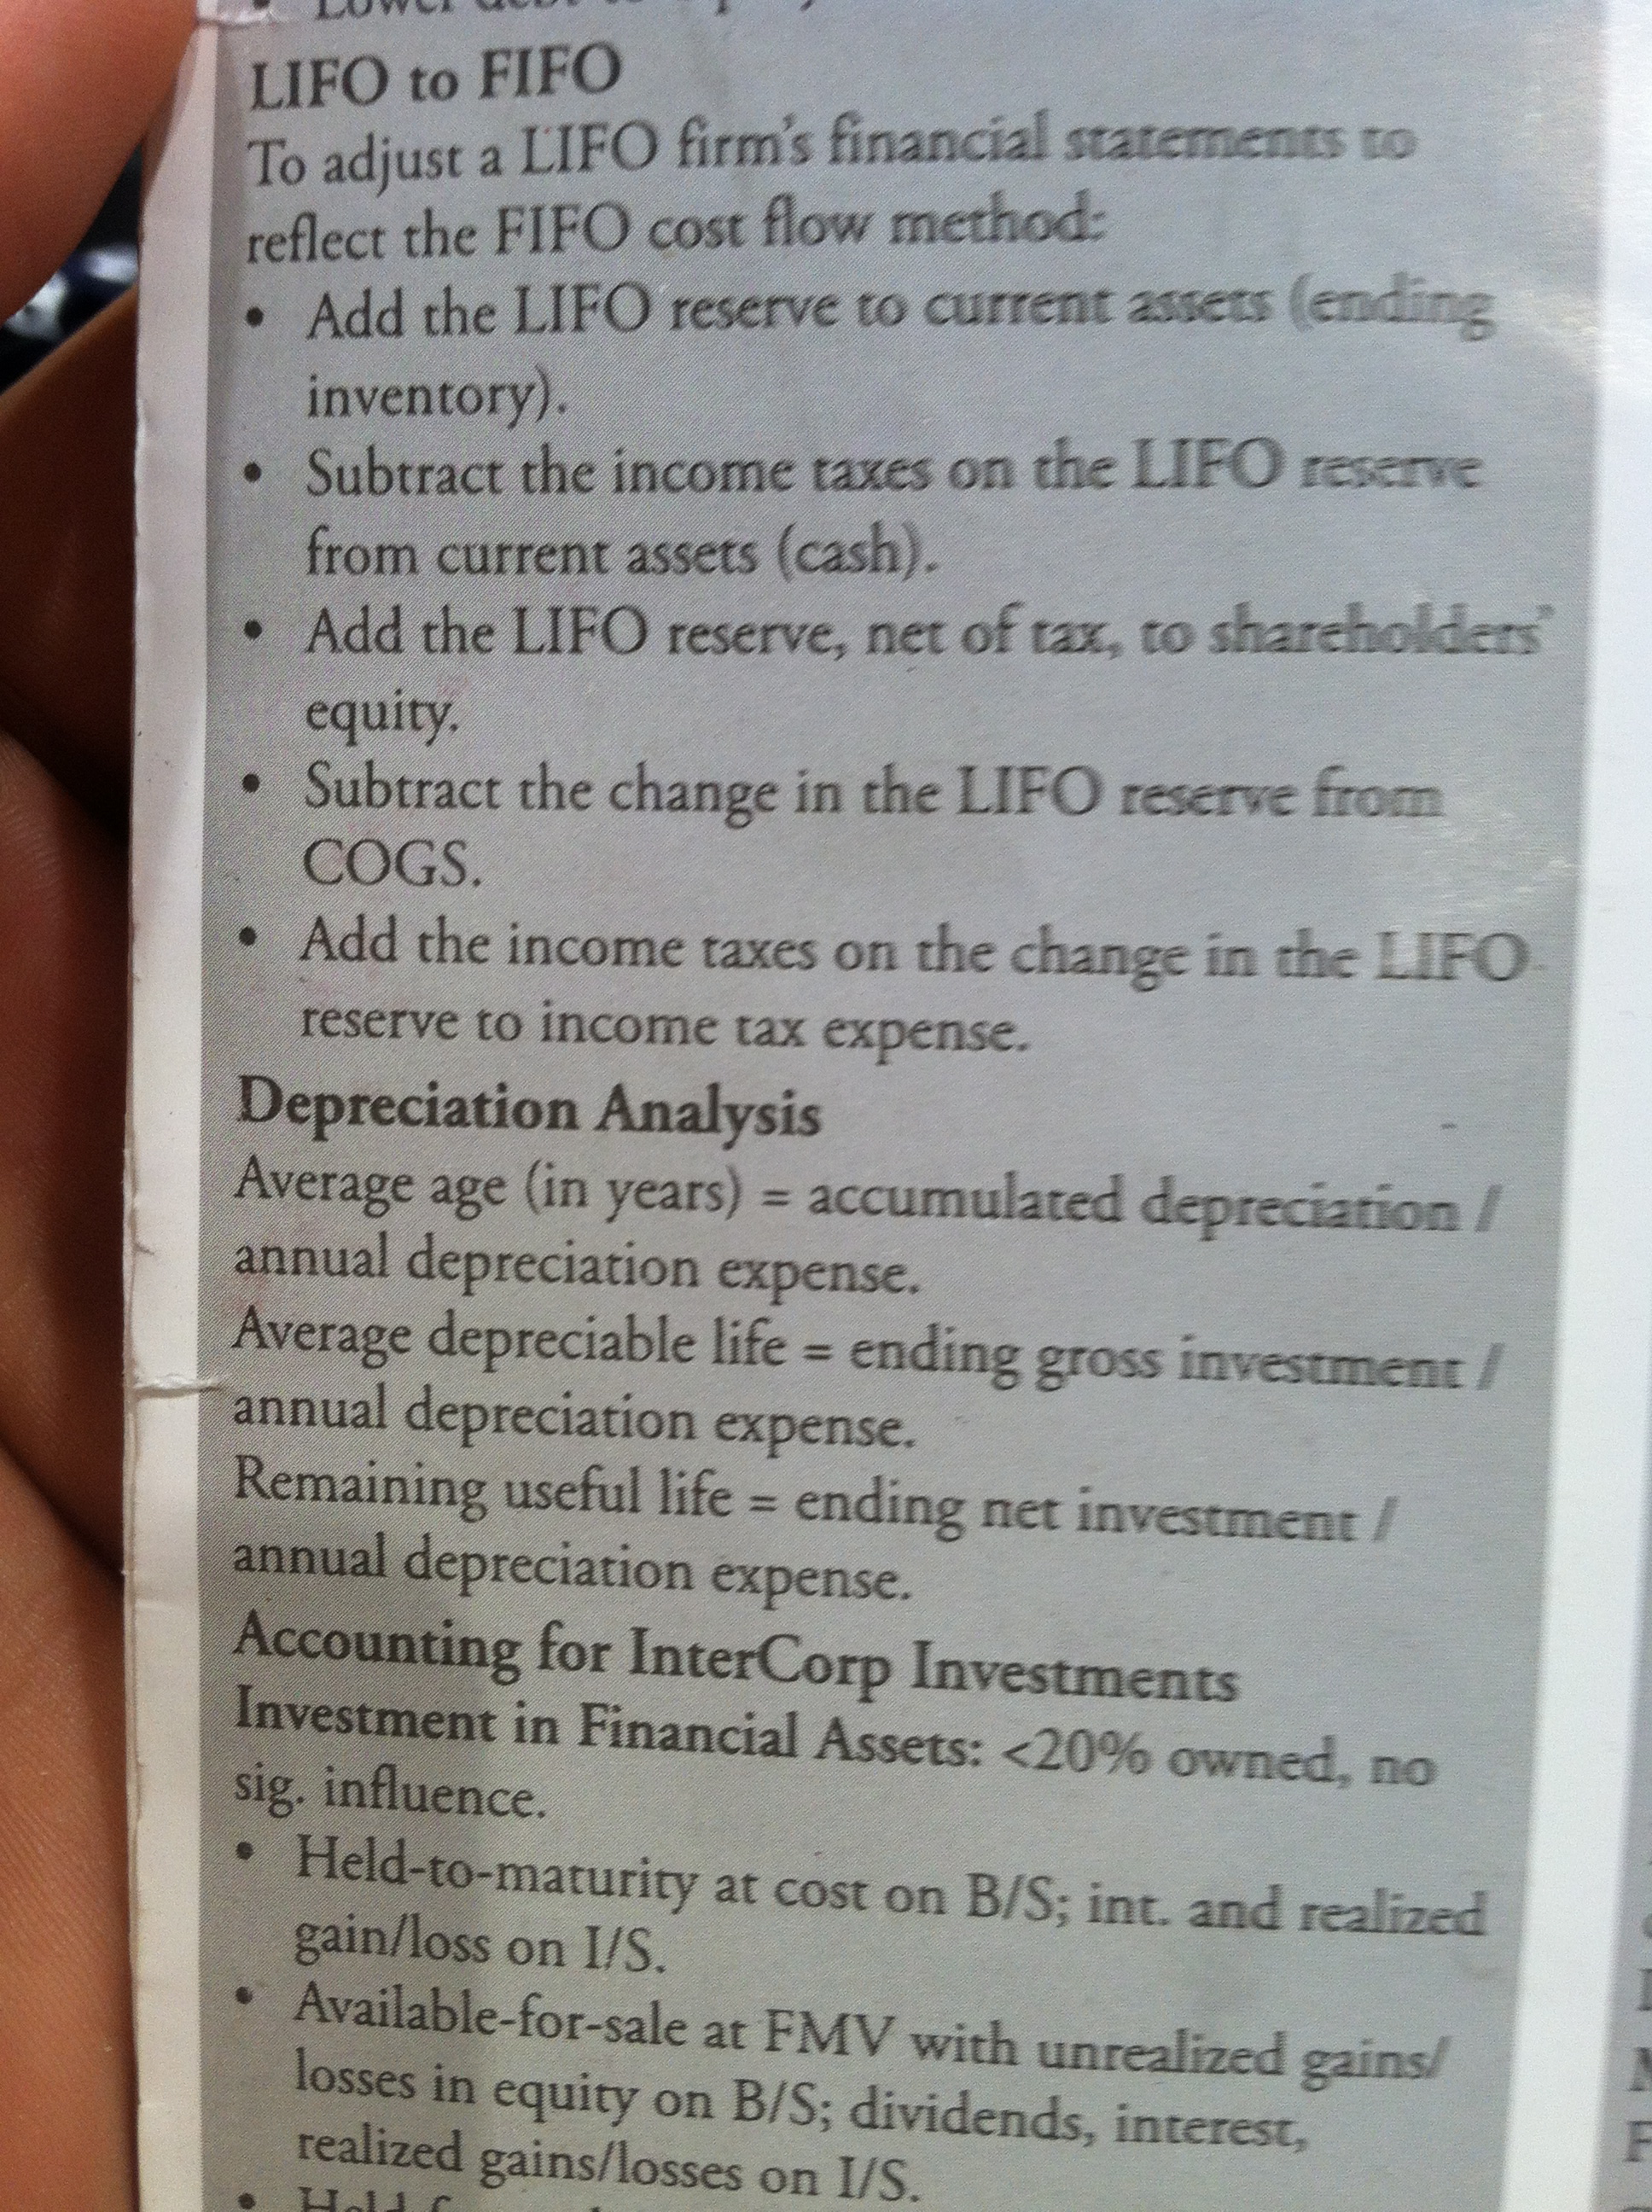 • Lower debt-to-
LIFO to FIFO
To adjust a LIFO firm's financial statements to
reflect the FIFO cost flow method:
• Add the LIFO reserve to current assets (ending
inventory).
• Subtract the income taxes on the LIFO reserve
from current assets (cash).
• Add the LIFO reserve, net of tax, to shareholders'
equity.
• Subtract the change in the LIFO reserve from
COGS.
• Add the income taxes on the change in the LIFO
reserve to income tax expense.
Depreciation Analysis
Average age (in years) = accumulated depreciation /
annual depreciation expense.
Average depreciable life = ending gross investment /
annual depreciation expense.
Remaining useful life = ending net investment /
annual depreciation expense.
Accounting for InterCorp Investments
Investment in Financial Assets: <20% owned, no
sig. influence.
• Held-to-maturity at cost on B/S; int. and realized
gain/loss on I/S.
• Available-for-sale at FMV with unrealized gains/
losses in equity on B/S; dividends, interest,
realized gains/losses on I/S.